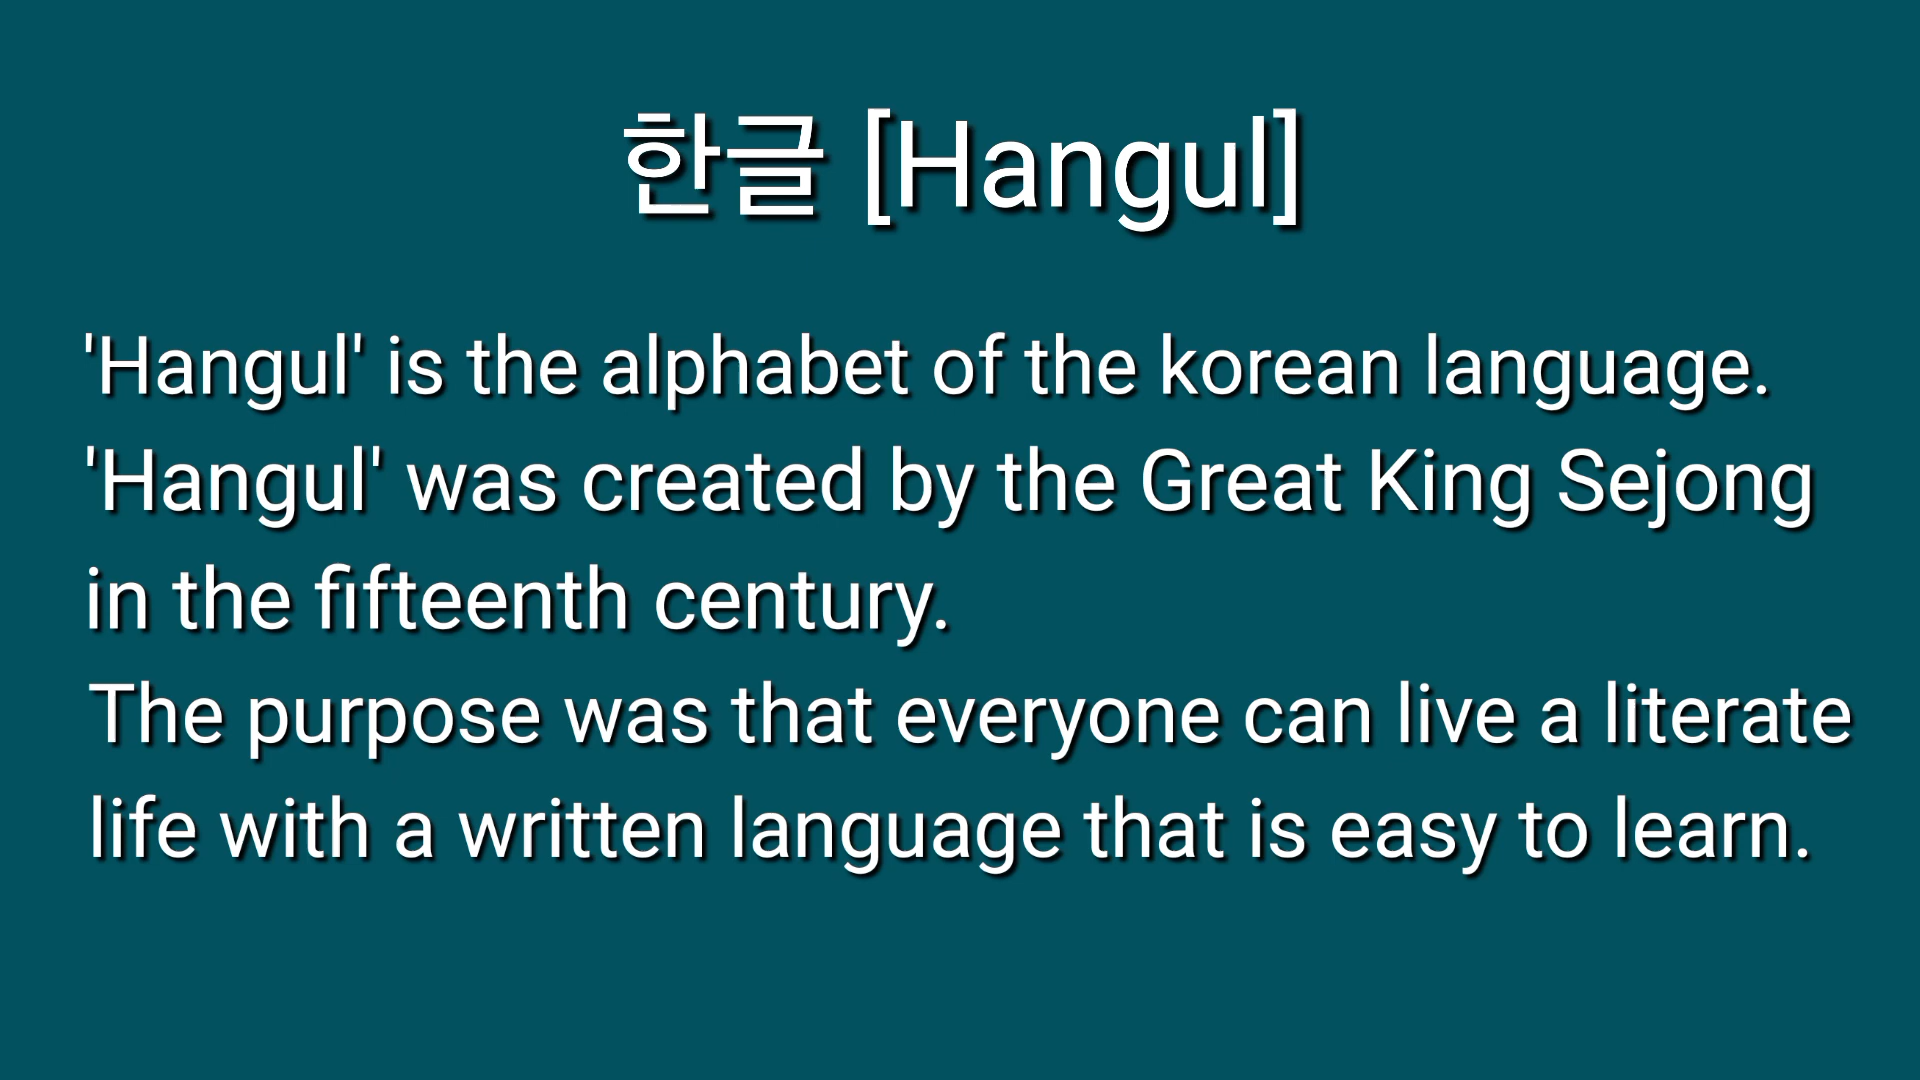 한글 [Hangul]
'Hangul' is the alphabet of the korean language.
'Hangul' was created by the Great King Sejong
in the fifteenth century.
The purpose was that everyone can live a literate
life with a written language that is easy to learn.